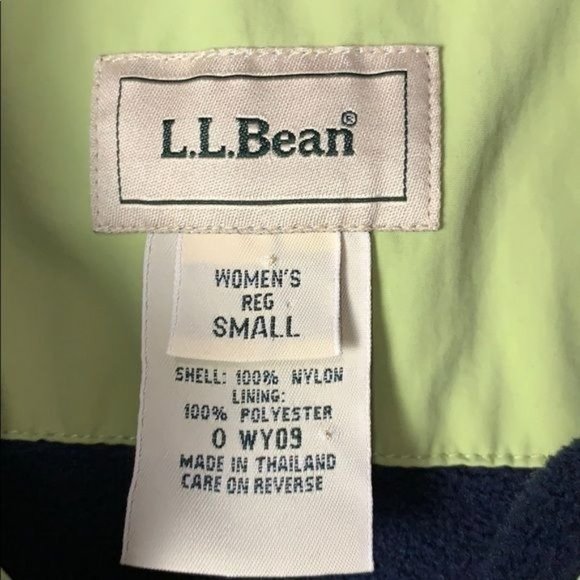 L.L.Bean®
WOMEN'S
REG
SMALL
SHELL: 100% NYLON
LINING:
100% POLYESTER
0 WY09
MADE IN THAILAND
CARE ON REVERSE